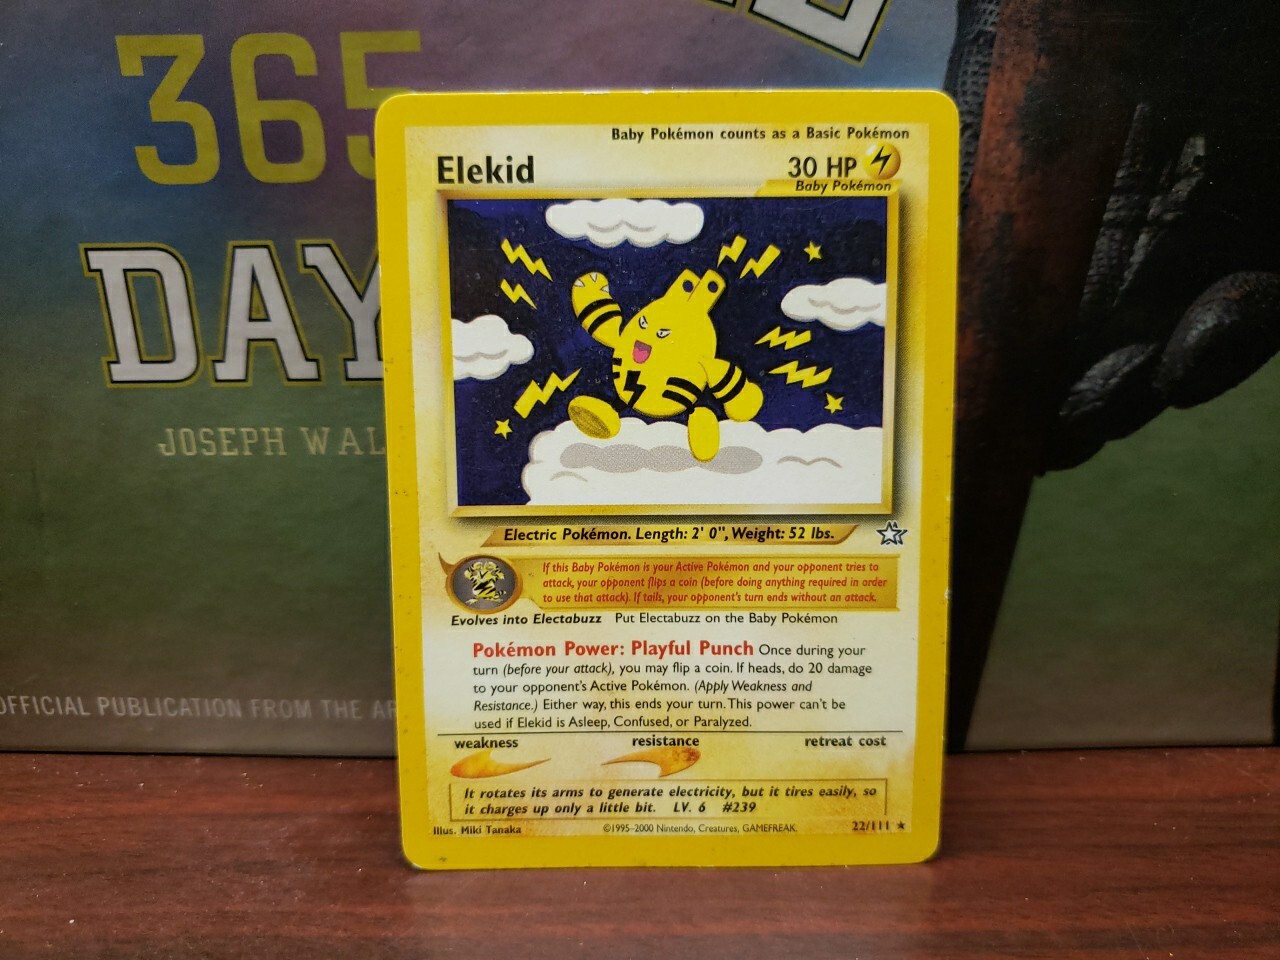 365
DAY
JOSEPH WAL
OFFICIAL PUBLICATION FROM THE
Baby Pokémon counts as a Basic Pokémon
Elekid
30 HP
Baby Pokémon
Electric Pokémon. Length: 2' 0", Weight: 52 lbs.
If this Baby Pokémon is your Active Pokémon and your opponent tries to
attack, your opponent flips a coin (before doing anything required in order
to use that attack). If tails, your opponent's turn ends without an attack.
Evolves into Electabuzz Put Electabuzz on the Baby Pokémon
Pokémon Power: Playful Punch Once during your
turn (before your attack), you may flip a coin. If heads, do 20 damage
to your opponent's Active Pokémon. (Apply Weakness and
Resistance.) Either way, this ends your turn. This power can't be
used if Elekid is Asleep, Confused, or Paralyzed.
weakness resistance retreat cost
It rotates its arms to generate electricity, but it tires easily, so
it charges up only a little bit. LV. 6 #239
Illus. Miki Tanaka ©1995–2000 Nintendo, Creatures, GAMEFREAK. 22/111 ★